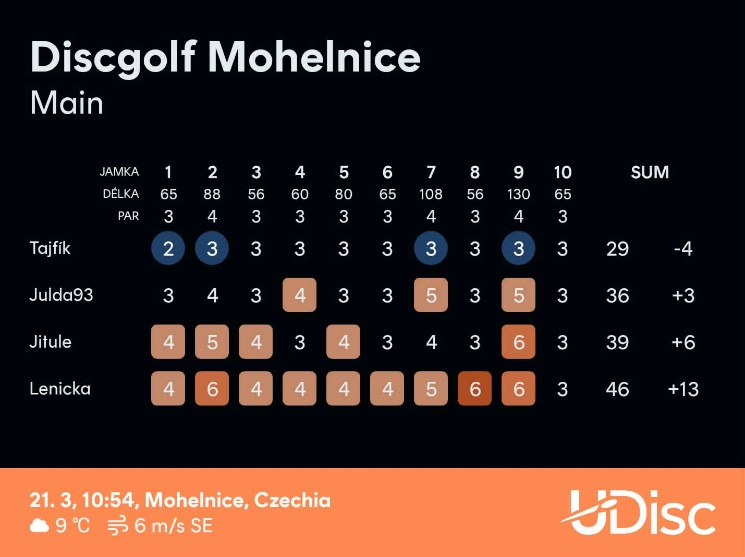 Discgolf Mohelnice
Main
JAMKA 1 2 3 4 5 6 7 8 9 10 SUM
DÉLKA 65 88 56 60 80 65 108 56 130 65
PAR 3 4 3 3 3 3 4 3 4 3
Tajfík 2 3 3 3 3 3 3 3 3 3 29 -4
Julda93 3 4 3 4 3 3 5 3 5 3 36 +3
Jitule 4 5 4 3 4 3 4 3 6 3 39 +6
Lenicka 4 6 4 4 4 4 5 6 6 3 46 +13
21. 3, 10:54, Mohelnice, Czechia
9 °C 6 m/s SE
UDisc